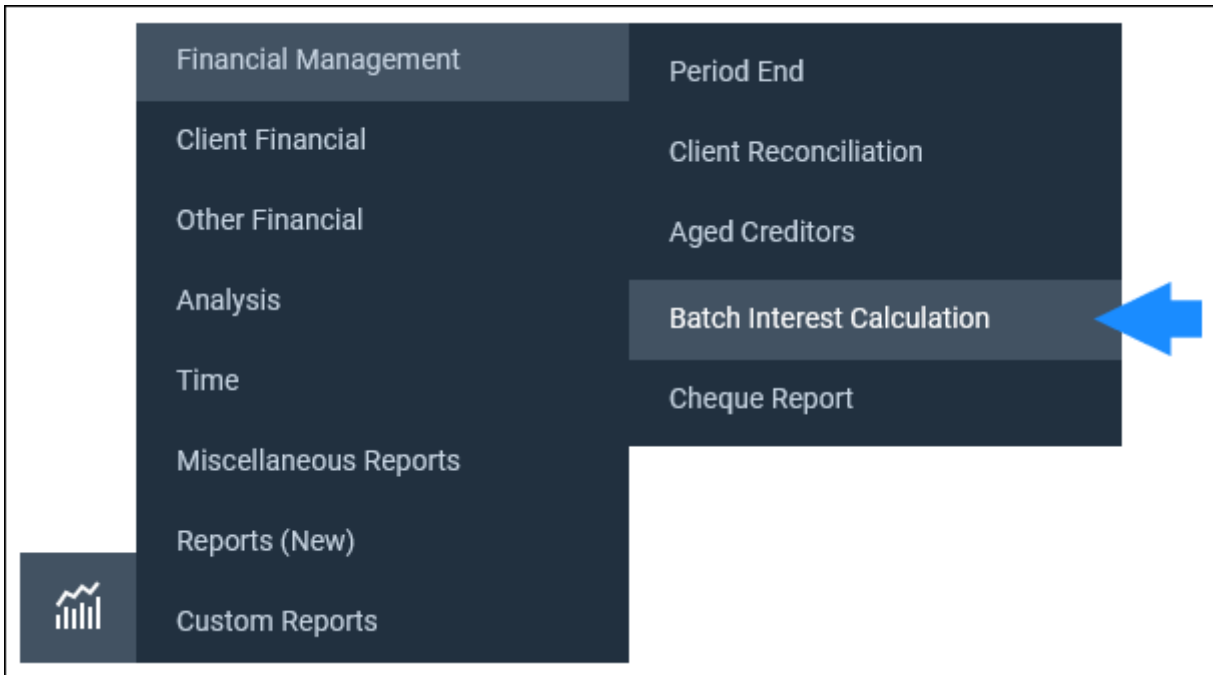 Financial Management
Client Financial
Other Financial
Analysis
Time
Miscellaneous Reports
Reports (New)
Custom Reports
Period End
Client Reconciliation
Aged Creditors
Batch Interest Calculation
Cheque Report